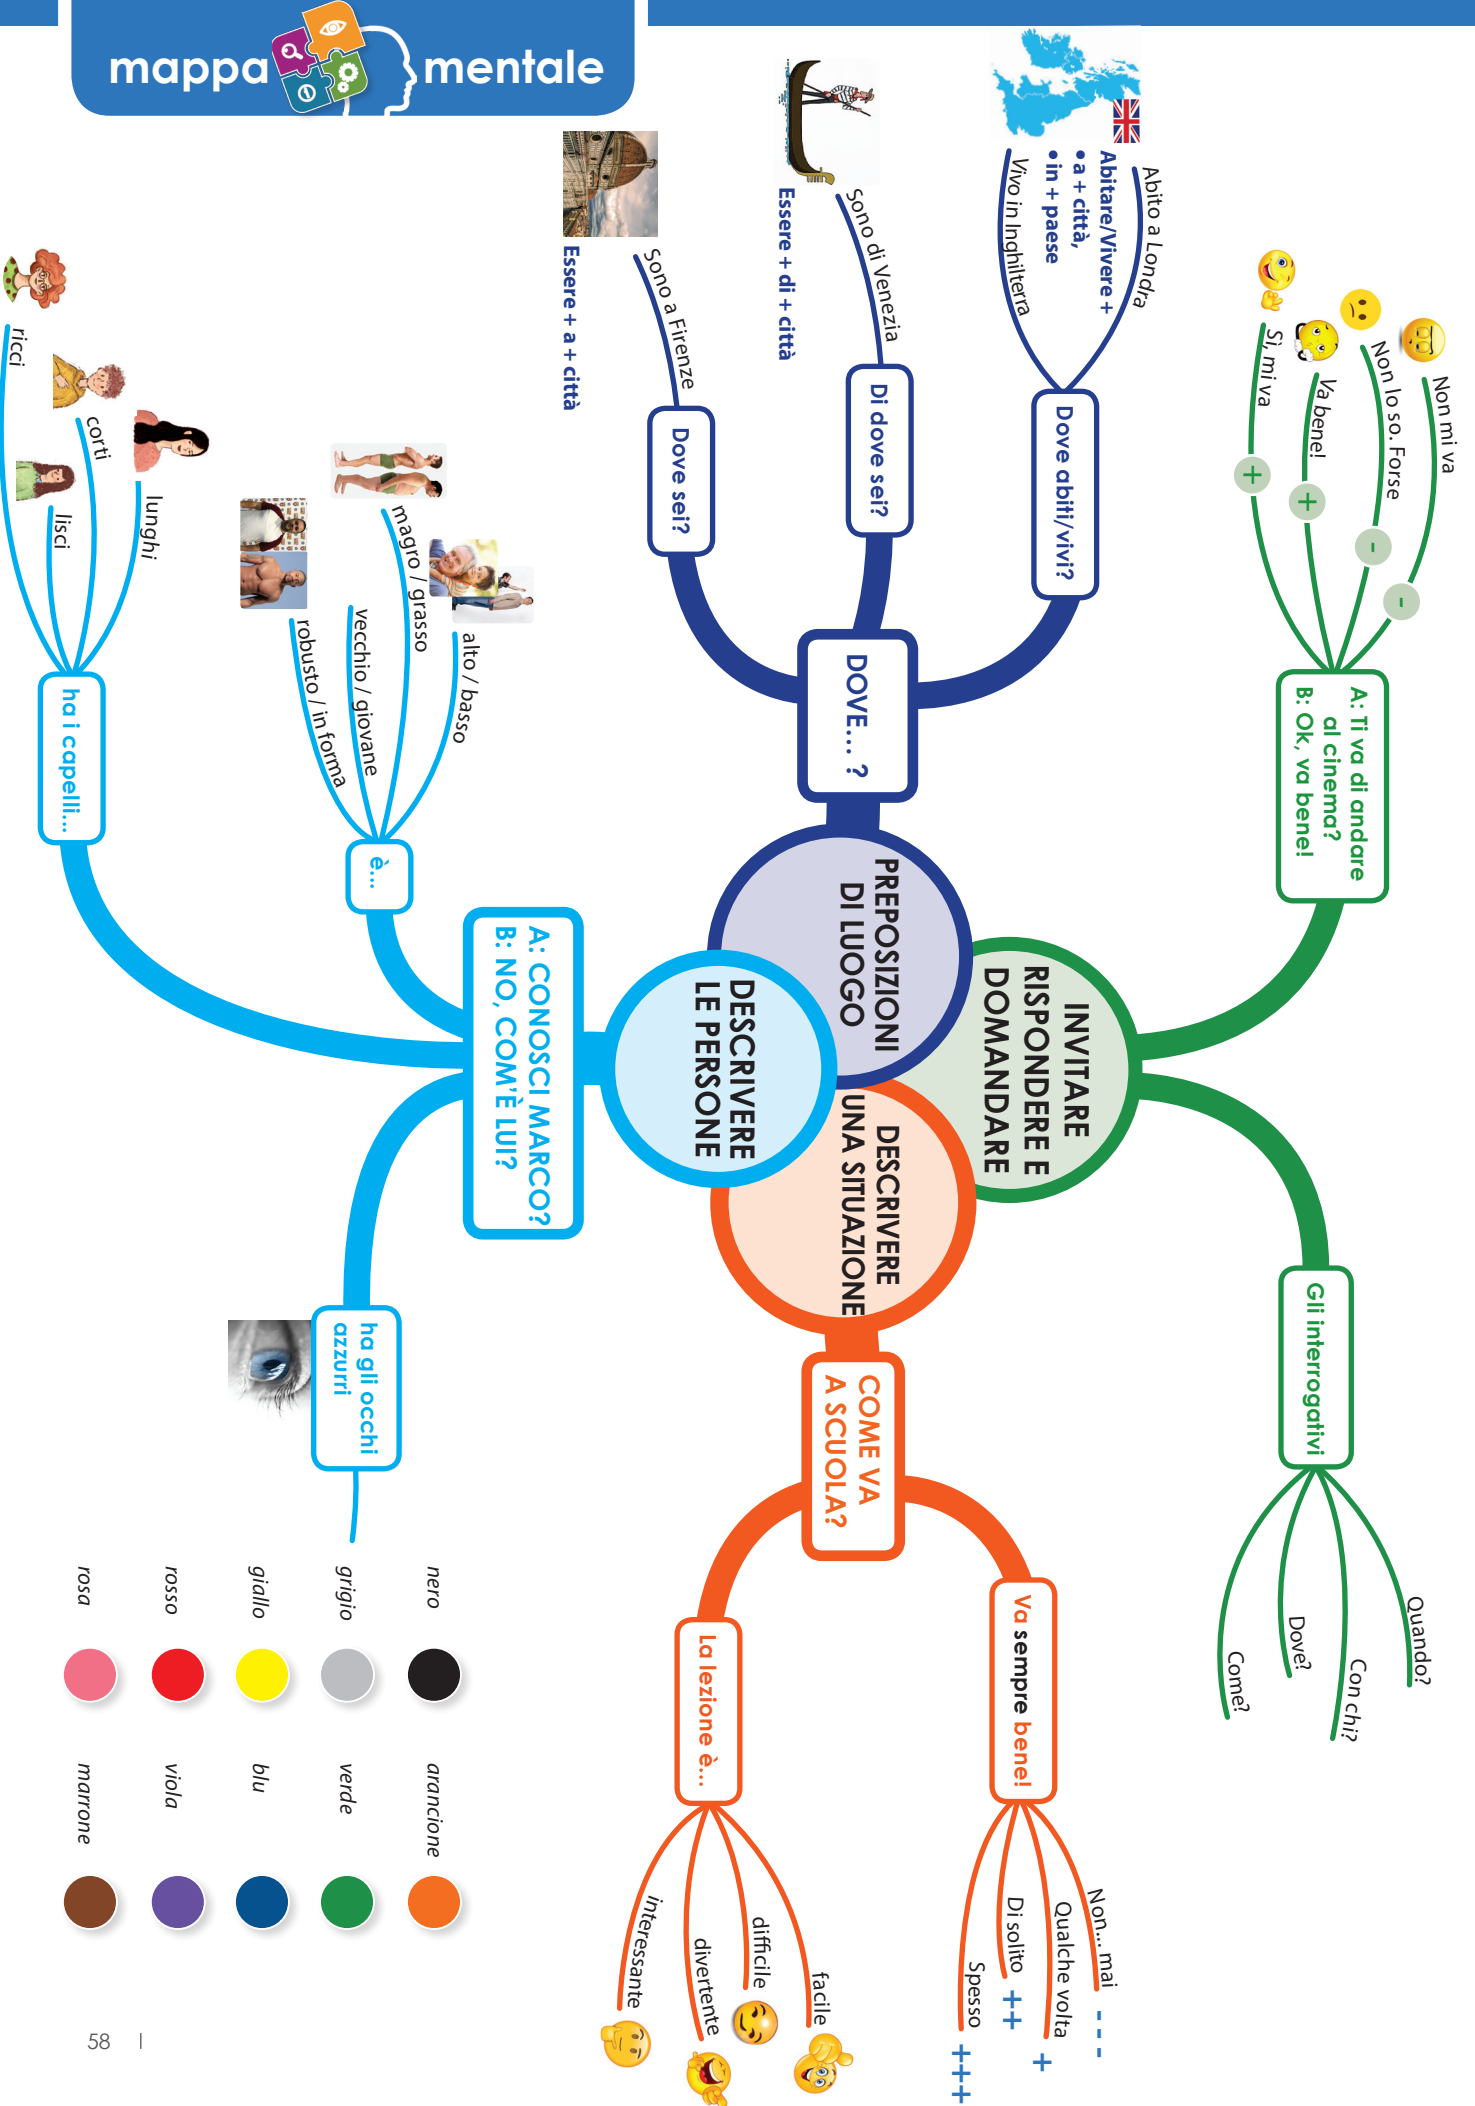 mappa mentale
INVITARE
RISPONDERE E
DOMANDARE
A: Ti va di andare
al cinema?
B: Ok, va bene!
Non mi va
-
Non lo so. Forse
-
Va bene!
+
Sì, mi va
+
Gli interrogativi
Quando?
Con chi?
Dove?
Come?
PREPOSIZIONI
DI LUOGO
DOVE... ?
Dove abiti/vivi?
Abito a Londra
Abitare/Vivere +
• a + città,
• in + paese
Vivo in Inghilterra
Di dove sei?
Sono di Venezia
Essere + di + città
Dove sei?
Sono a Firenze
Essere + a + città
DESCRIVERE
UNA SITUAZIONE
COME VA
A SCUOLA?
Va sempre bene!
Non... mai - - -
Qualche volta +
Di solito ++
Spesso +++
La lezione è...
facile
difficile
divertente
interessante
DESCRIVERE
LE PERSONE
A: CONOSCI MARCO?
B: NO, COM'È LUI?
è...
alto / basso
magro / grasso
vecchio / giovane
robusto / in forma
ha i capelli...
lunghi
lisci
corti
ricci
ha gli occhi
azzurri
nero arancione
grigio verde
giallo blu
rosso viola
rosa marrone
58 |